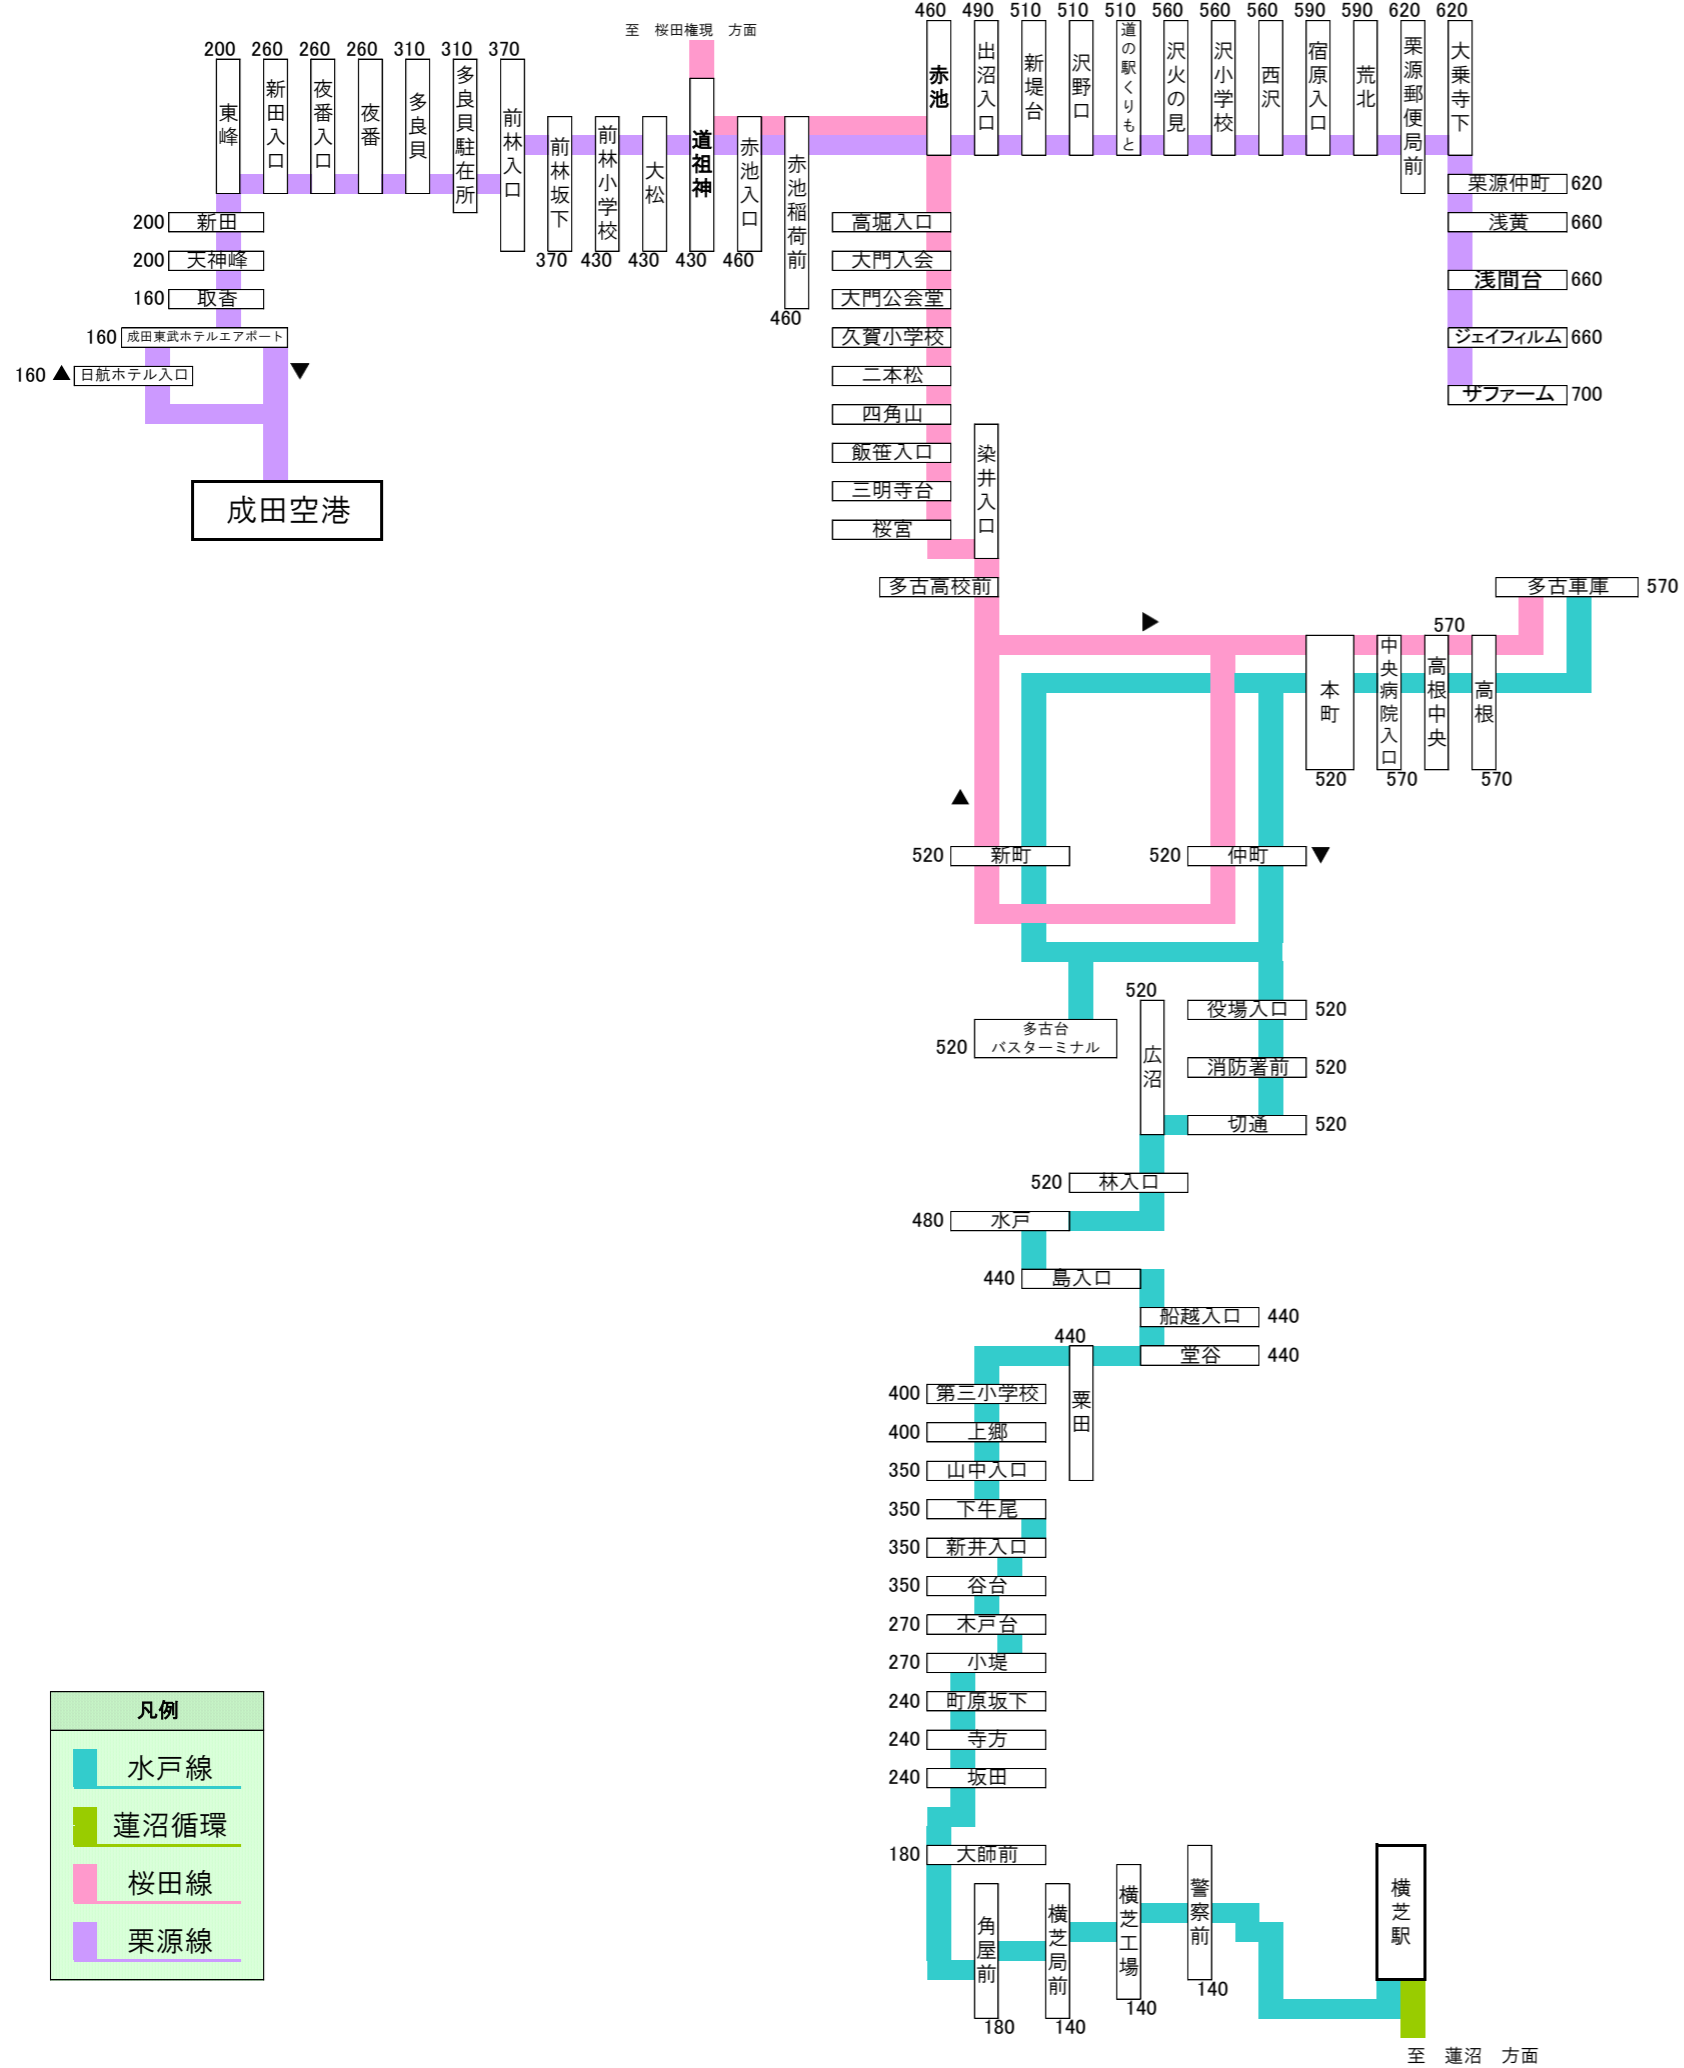 至　桜田権現　方面
200 260 260 260 310 310 370
東峰
新田入口
夜番入口
夜番
多良貝
多良貝駐在所
前林入口
前林坂下
370
前林小学校
430
大松
430
道祖神
430
赤池入口
460
赤池稲荷前
460
460 490 510 510 510 560 560 560 590 590 620 620
赤池
出沼入口
新堤台
沢野口
道の駅くりもと
沢火の見
沢小学校
西沢
宿原入口
荒北
栗源郵便局前
大乗寺下
栗源仲町 620
浅黄 660
浅間台 660
ジェイフィルム 660
ザファーム 700
200 新田
200 天神峰
160 取香
160 成田東武ホテルエアポート
160 ▲ 日航ホテル入口
▼
成田空港
高堀入口
大門入会
大門公会堂
久賀小学校
二本松
四角山
飯笹入口
三明寺台
桜宮
染井入口
多古高校前
▶
多古車庫 570
本町
520
中央病院入口
570
570
高根中央
高根
570
▲
520 新町
520 仲町 ▼
520 多古台
バスターミナル
役場入口 520
消防署前 520
切通 520
520
広沼
520 林入口
480 水戸
440 島入口
船越入口 440
堂谷 440
440
粟田
400 第三小学校
400 上郷
350 山中入口
350 下牛尾
350 新井入口
350 谷台
270 木戸台
270 小堤
240 町原坂下
240 寺方
240 坂田
180 大師前
角屋前
180
横芝局前
140
横芝工場
140
警察前
140
横芝駅
至　蓮沼　方面
凡例
水戸線
蓮沼循環
桜田線
栗源線